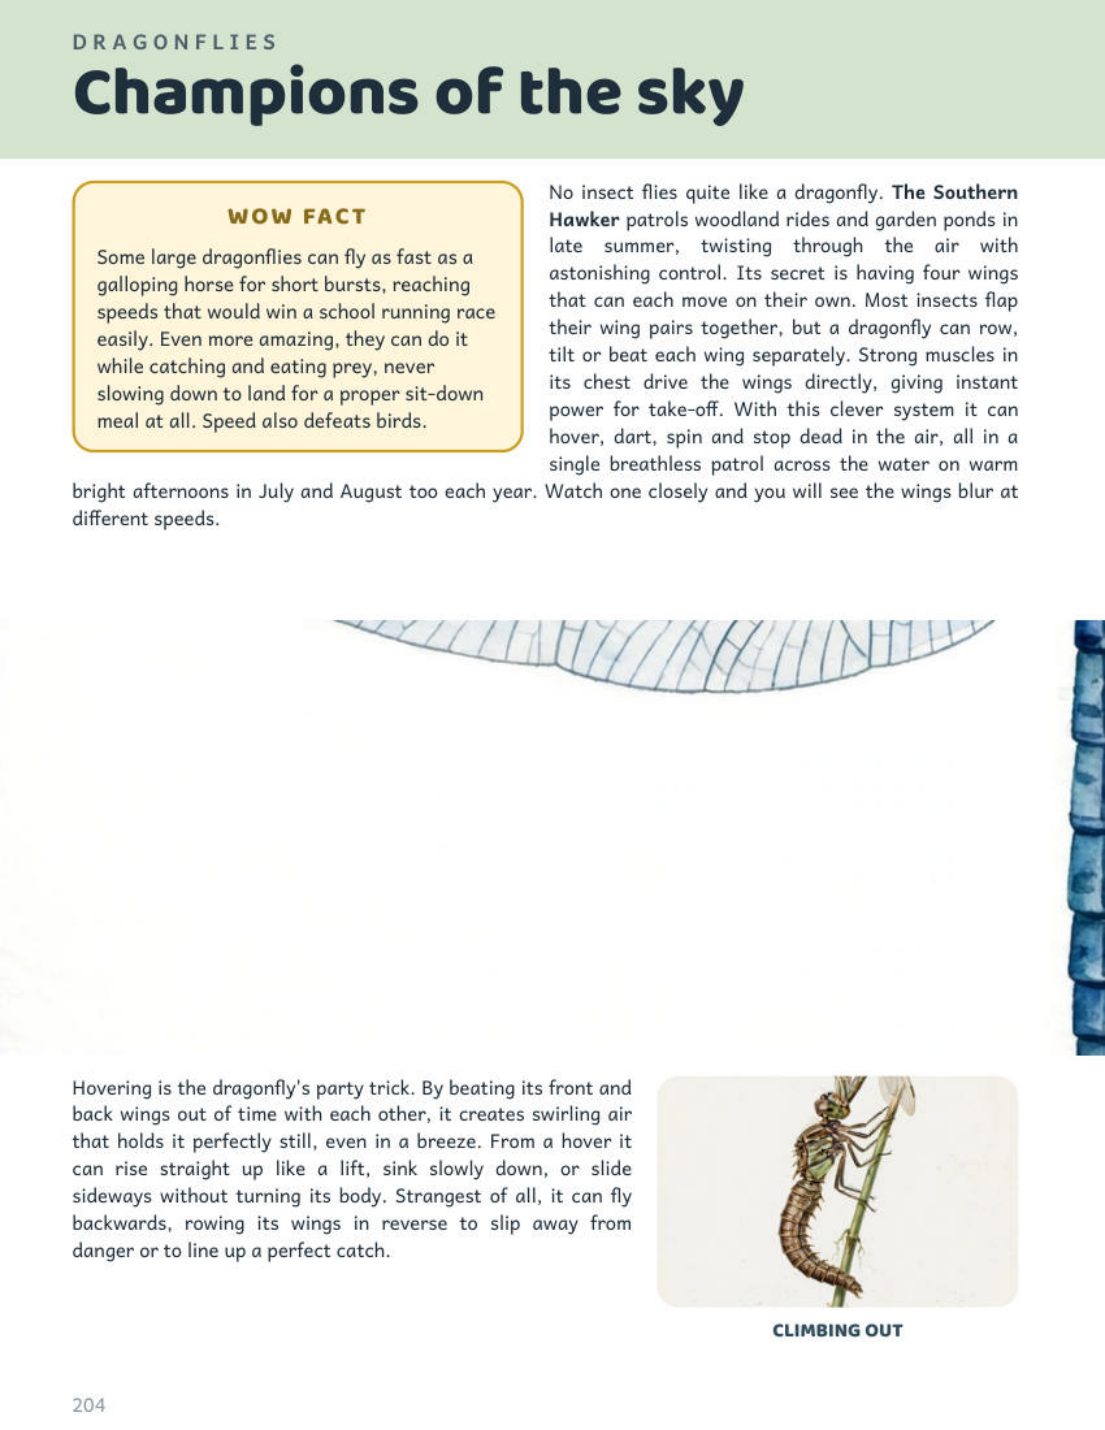 DRAGONFLIES
Champions of the sky
WOW FACT
Some large dragonflies can fly as fast as a
galloping horse for short bursts, reaching
speeds that would win a school running race
easily. Even more amazing, they can do it
while catching and eating prey, never
slowing down to land for a proper sit-down
meal at all. Speed also defeats birds.
No insect flies quite like a dragonfly. The Southern
Hawker patrols woodland rides and garden ponds in
late summer, twisting through the air with
astonishing control. Its secret is having four wings
that can each move on their own. Most insects flap
their wing pairs together, but a dragonfly can row,
tilt or beat each wing separately. Strong muscles in
its chest drive the wings directly, giving instant
power for take-off. With this clever system it can
hover, dart, spin and stop dead in the air, all in a
single breathless patrol across the water on warm
bright afternoons in July and August too each year. Watch one closely and you will see the wings blur at
different speeds.
Hovering is the dragonfly's party trick. By beating its front and
back wings out of time with each other, it creates swirling air
that holds it perfectly still, even in a breeze. From a hover it
can rise straight up like a lift, sink slowly down, or slide
sideways without turning its body. Strangest of all, it can fly
backwards, rowing its wings in reverse to slip away from
danger or to line up a perfect catch.
CLIMBING OUT
204